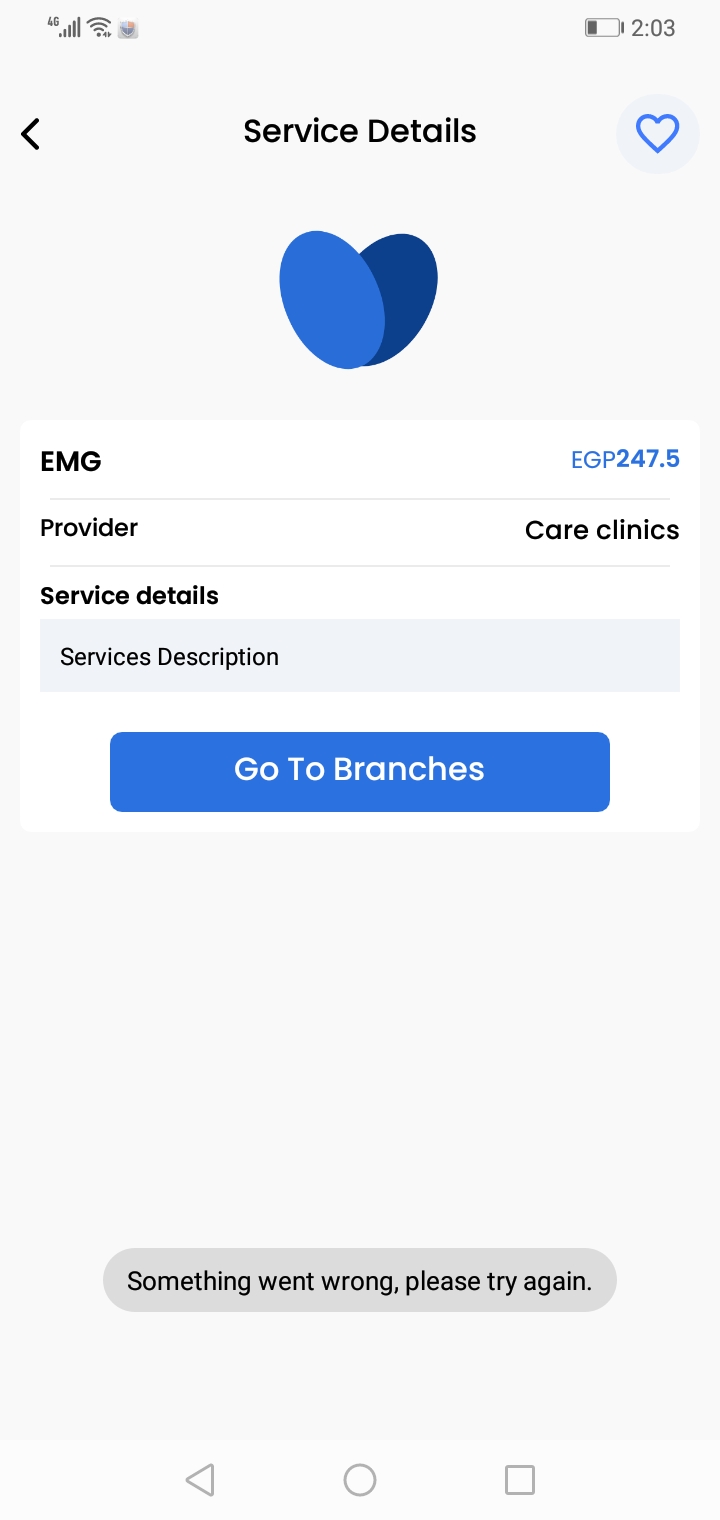 4G 2:03
Service Details
EMG EGP247.5
Provider Care clinics
Service details
Services Description
Go To Branches
Something went wrong, please try again.